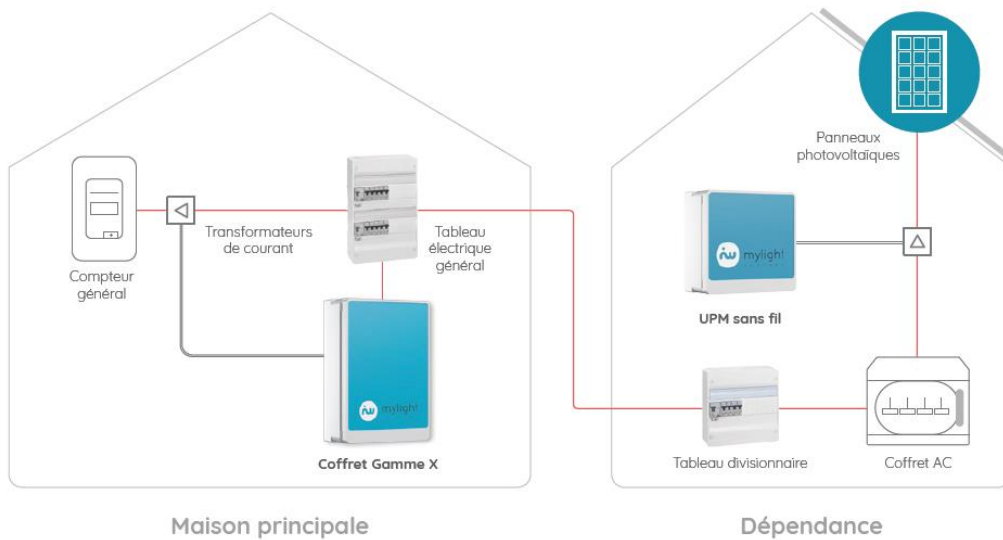 Panneaux
photovoltaïques
Transformateurs
de courant
Tableau
électrique
général
Compteur
général
mylight
UPM sans fil
mylight
Coffret Gamme X
Tableau divisionnaire
Coffret AC
Maison principale
Dépendance